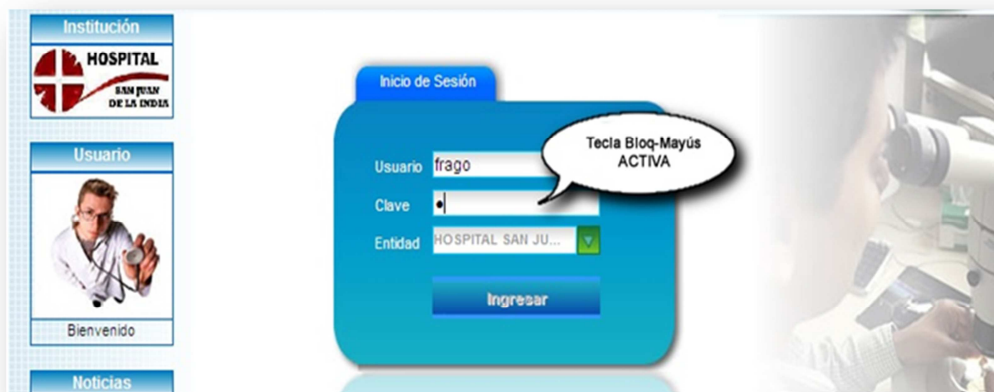 Institución
HOSPITAL
SAN JUAN
DE LA INDIA
Usuario
Bienvenido
Noticias
Inicio de Sesión
Usuario frago
Clave
Entidad HOSPITAL SAN JU...
Ingresar
Tecla Bloq-Mayús
ACTIVA